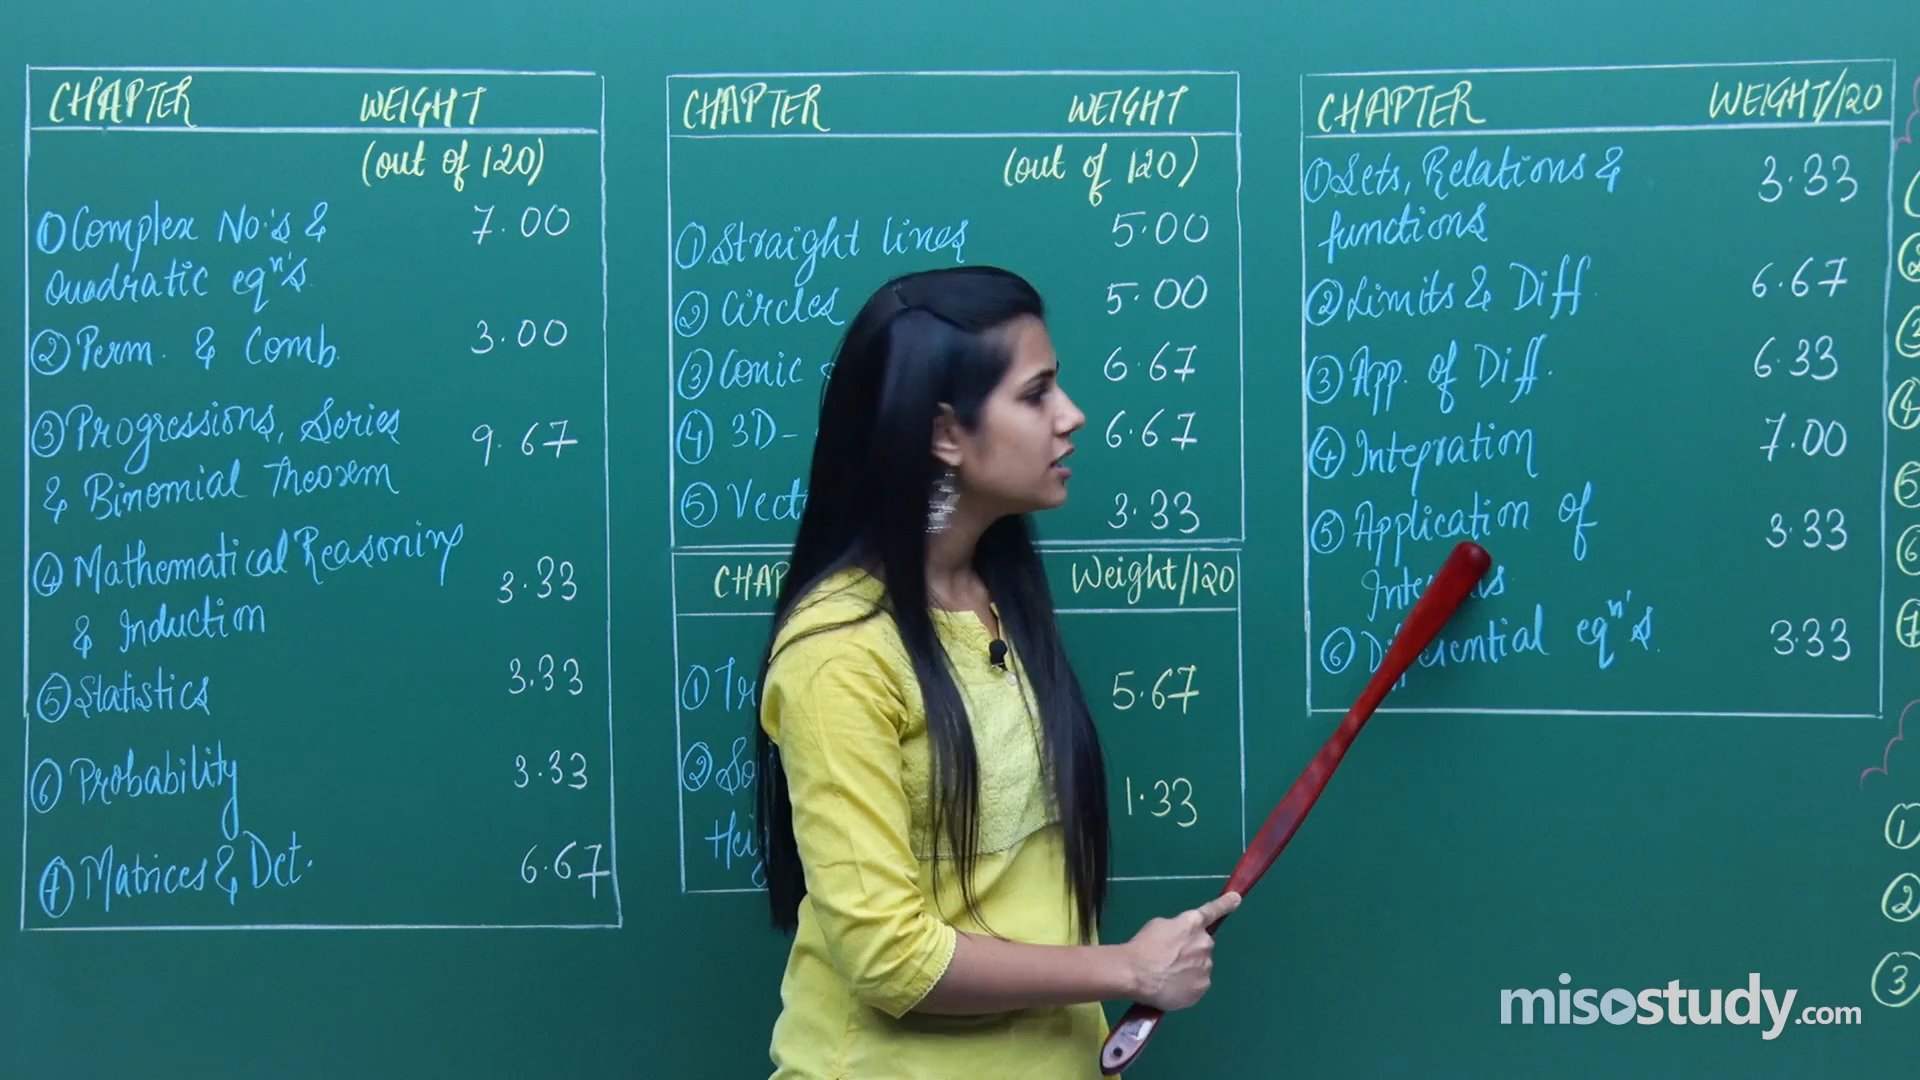 CHAPTER WEIGHT
(out of 120)
① Complex No.'s & 7.00
Quadratic eqⁿ's.
② Perm. & Comb. 3.00
③ Progressions, Series 9.67
& Binomial Theorem
④ Mathematical Reasoning
& Induction 3.33
⑤ Statistics 3.33
⑥ Probability 3.33
⑦ Matrices & Det. 6.67
CHAPTER WEIGHT
(out of 120)
① Straight lines 5.00
② Circles 5.00
③ Conic 6.67
④ 3D- 6.67
⑤ 3.33
Weight/120
① 5.67
② 1.33
CHAPTER WEIGHT/120
① Sets, Relations & 3.33
functions
② Limits & Diff 6.67
③ App. of Diff. 6.33
④ Integration 7.00
⑤ Application of 3.33
⑥ eqⁿ's. 3.33
①
②
③
misostudy.com